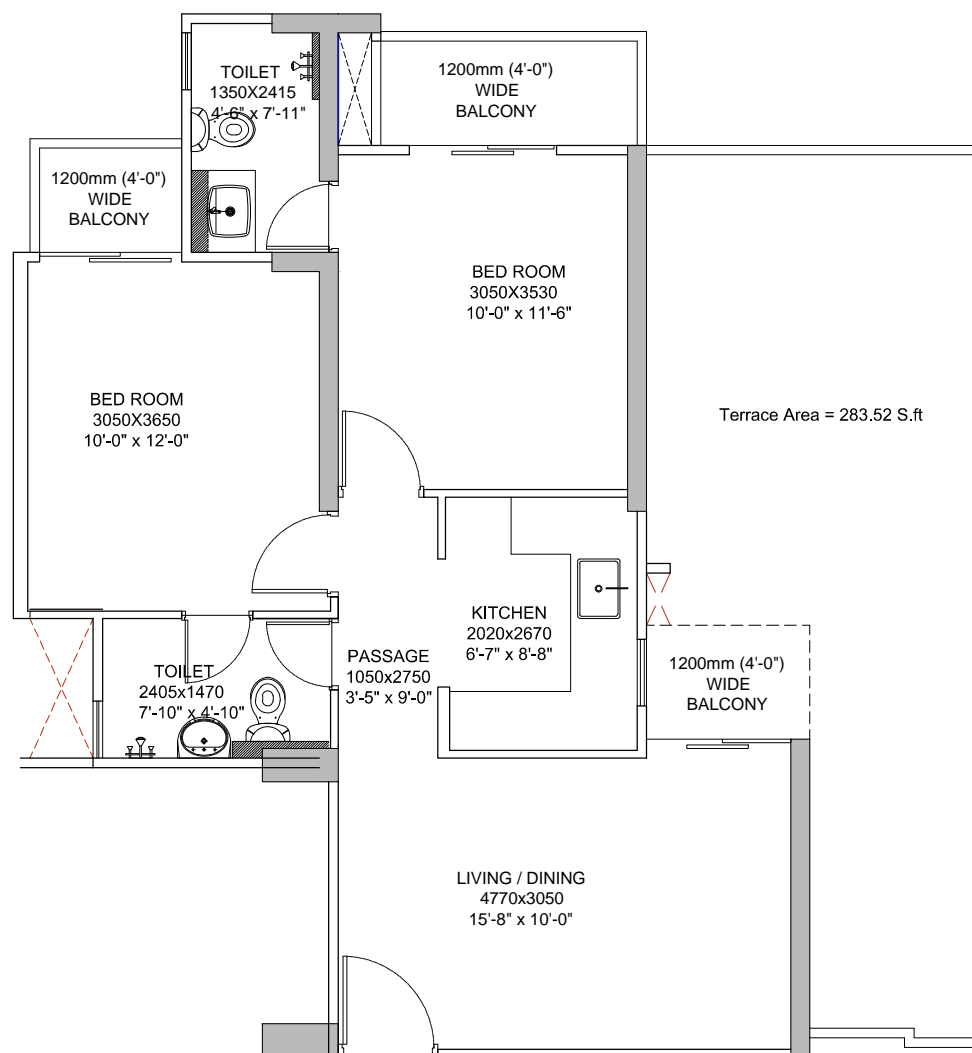 TOILET
1350X2415
4'-6" x 7'-11"
1200mm (4'-0")
WIDE
BALCONY
1200mm (4'-0")
WIDE
BALCONY
BED ROOM
3050X3530
10'-0" x 11'-6"
BED ROOM
3050X3650
10'-0" x 12'-0"
Terrace Area = 283.52 S.ft
KITCHEN
2020x2670
6'-7" x 8'-8"
PASSAGE
1050x2750
3'-5" x 9'-0"
TOILET
2405x1470
7'-10" x 4'-10"
1200mm (4'-0")
WIDE
BALCONY
LIVING / DINING
4770x3050
15'-8" x 10'-0"